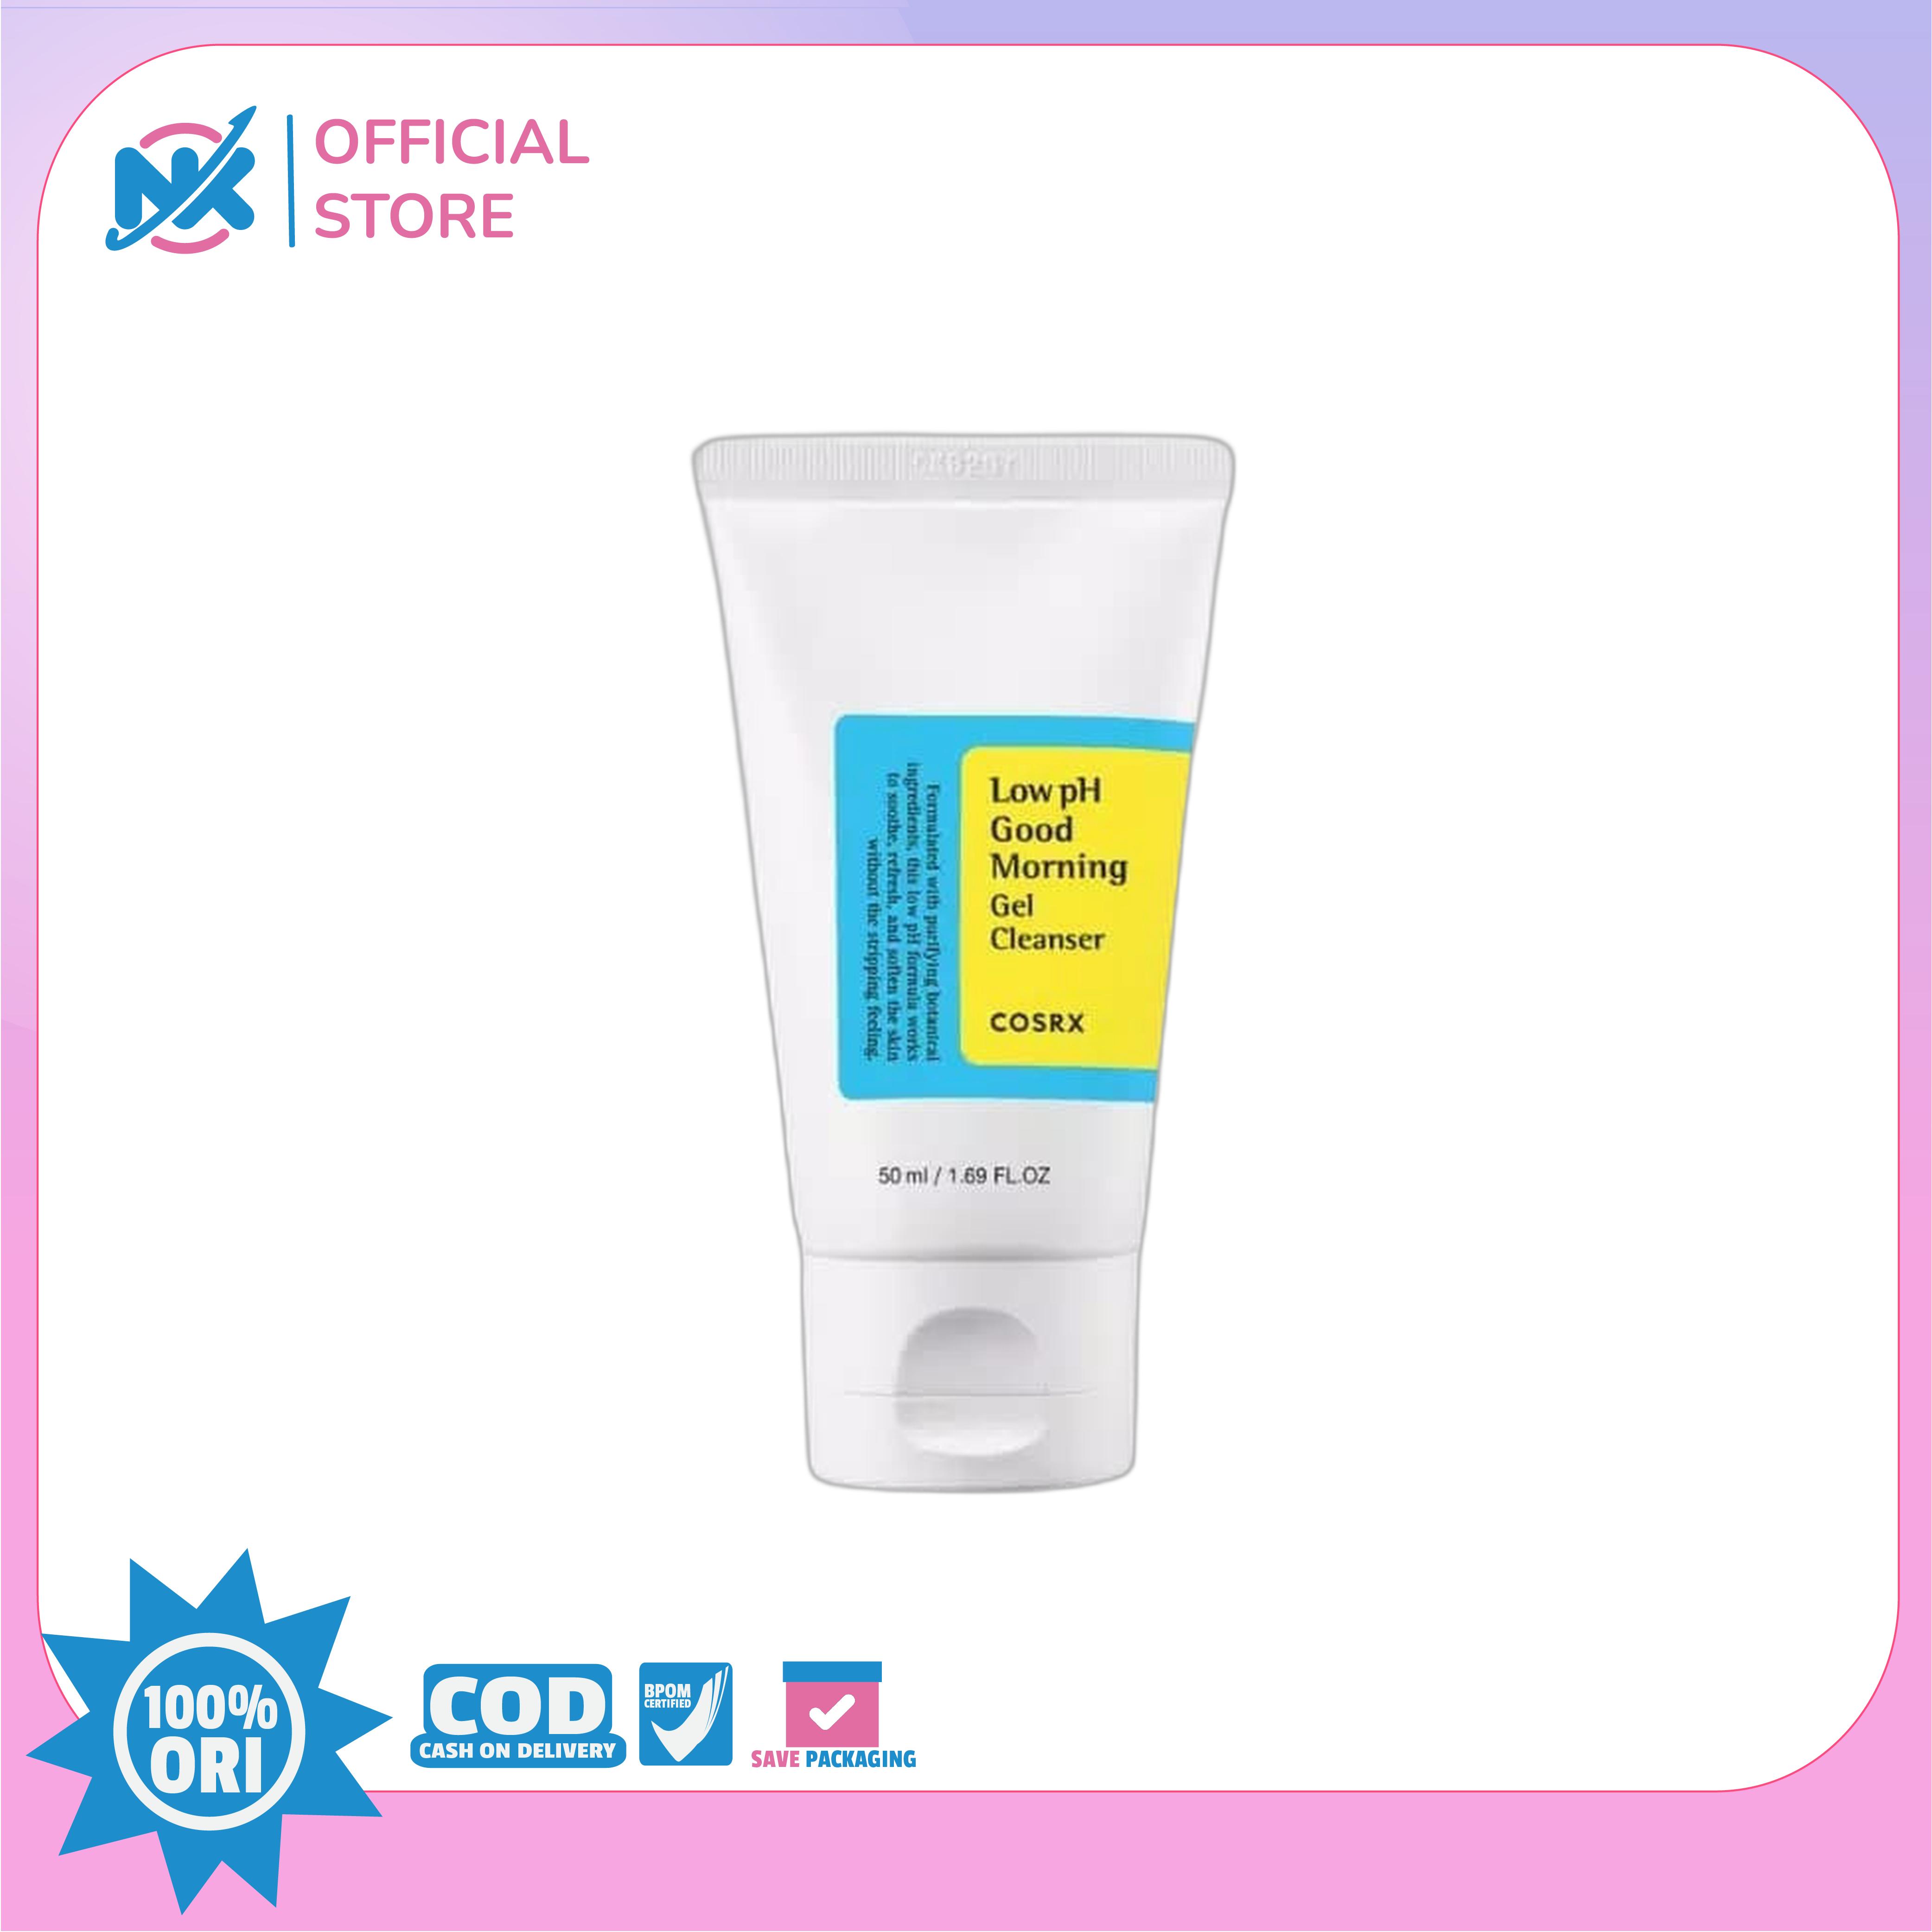 NK
OFFICIAL
STORE
Low pH
Good
Morning
Gel
Cleanser
COSRX
Formulated with purifying botanical
ingredients, this low pH formula works
to soothe, refresh, and soften the skin
without the stripping feeling.
50 ml / 1.69 FL.OZ
100%
ORI
COD
CASH ON DELIVERY
BPOM
CERTIFIED
SAVE PACKAGING